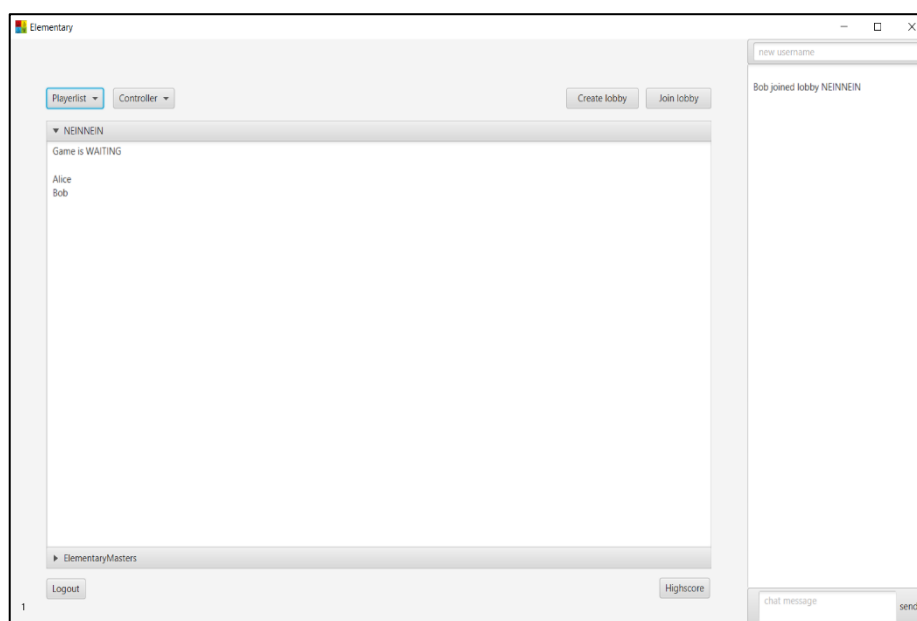 Elementary
new username
Playerlist Controller Create lobby Join lobby
Bob joined lobby NEINNEIN
NEINNEIN
Game is WAITING
Alice
Bob
ElementaryMasters
Logout Highscore
1
chat message send